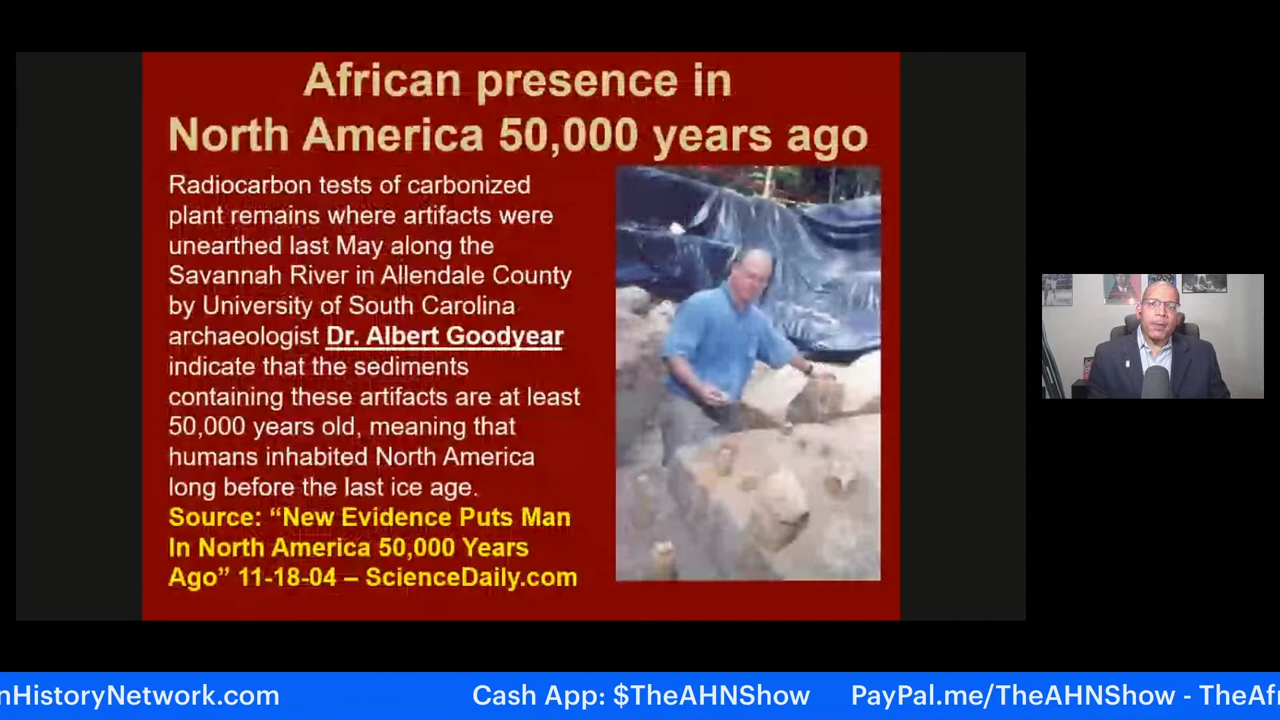 African presence in
North America 50,000 years ago
Radiocarbon tests of carbonized
plant remains where artifacts were
unearthed last May along the
Savannah River in Allendale County
by University of South Carolina
archaeologist Dr. Albert Goodyear
indicate that the sediments
containing these artifacts are at least
50,000 years old, meaning that
humans inhabited North America
long before the last ice age.
Source: “New Evidence Puts Man
In North America 50,000 Years
Ago” 11-18-04 – ScienceDaily.com
nHistoryNetwork.com Cash App: $TheAHNShow PayPal.me/TheAHNShow - TheAf